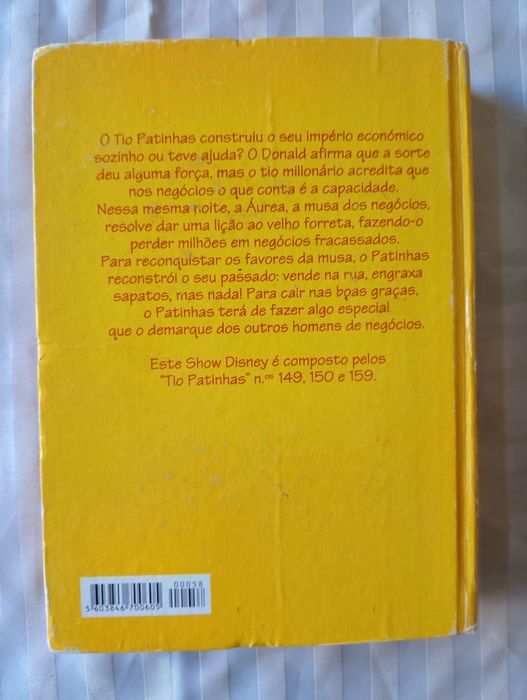 O Tio Patinhas construiu o seu império económico
sozinho ou teve ajuda? O Donald afirma que a sorte
deu alguma força, mas o tio milionário acredita que
nos negócios o que conta é a capacidade.
Nessa mesma noite, a Áurea, a musa dos negócios,
resolve dar uma lição ao velho forreta, fazendo-o
perder milhões em negócios fracassados.
Para reconquistar os favores da musa, o Patinhas
reconstrói o seu passado: vende na rua, engraxa
sapatos, mas nada! Para cair nas boas graças,
o Patinhas terá de fazer algo especial
que o demarque dos outros homens de negócios.
Este Show Disney é composto pelos
"Tio Patinhas" n.os 149, 150 e 159.
00058
5 603846 700605